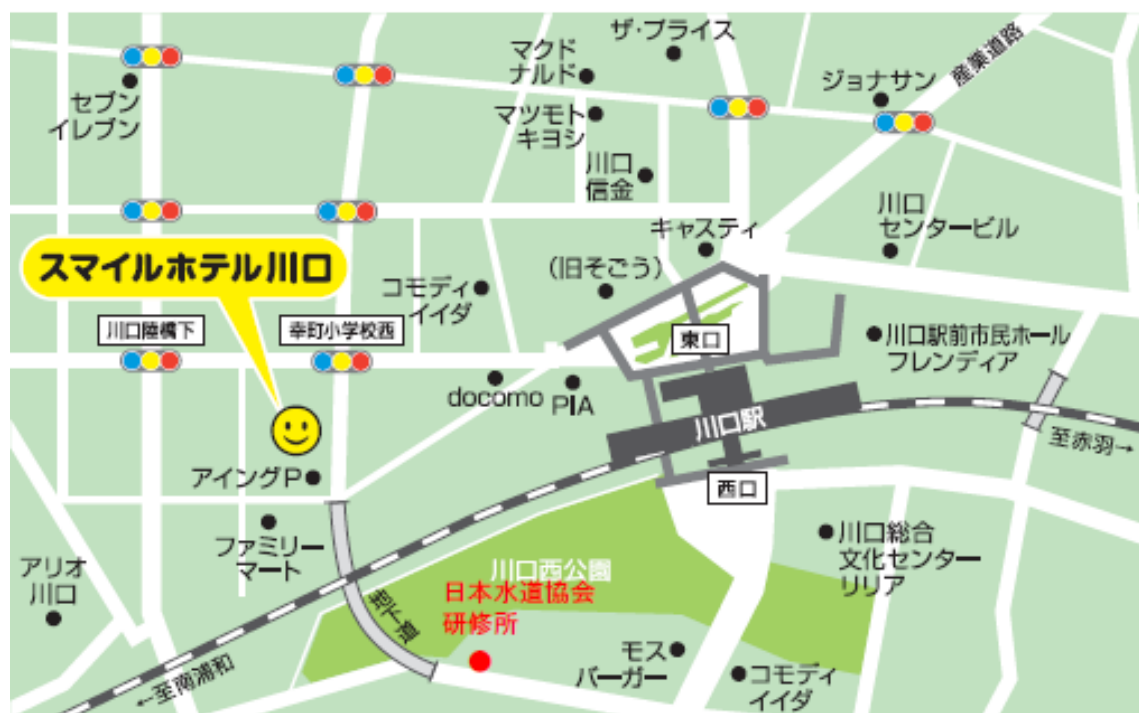 ザ・プライス
マクド
ナルド
セブン
イレブン
マツモト
キヨシ
ジョナサン
産業道路
川口
信金
川口
センタービル
キャスティ
スマイルホテル川口
(旧そごう)
コモディ
イイダ
川口陸橋下
幸町小学校西
東口
川口駅前市民ホール
フレンディア
docomo
PIA
川口駅
至赤羽→
アイングP
西口
ファミリー
マート
川口総合
文化センター
リリア
アリオ
川口
川口西公園
日本水道協会
研修所
地下道
モス
バーガー
コモディ
イイダ
←至南浦和